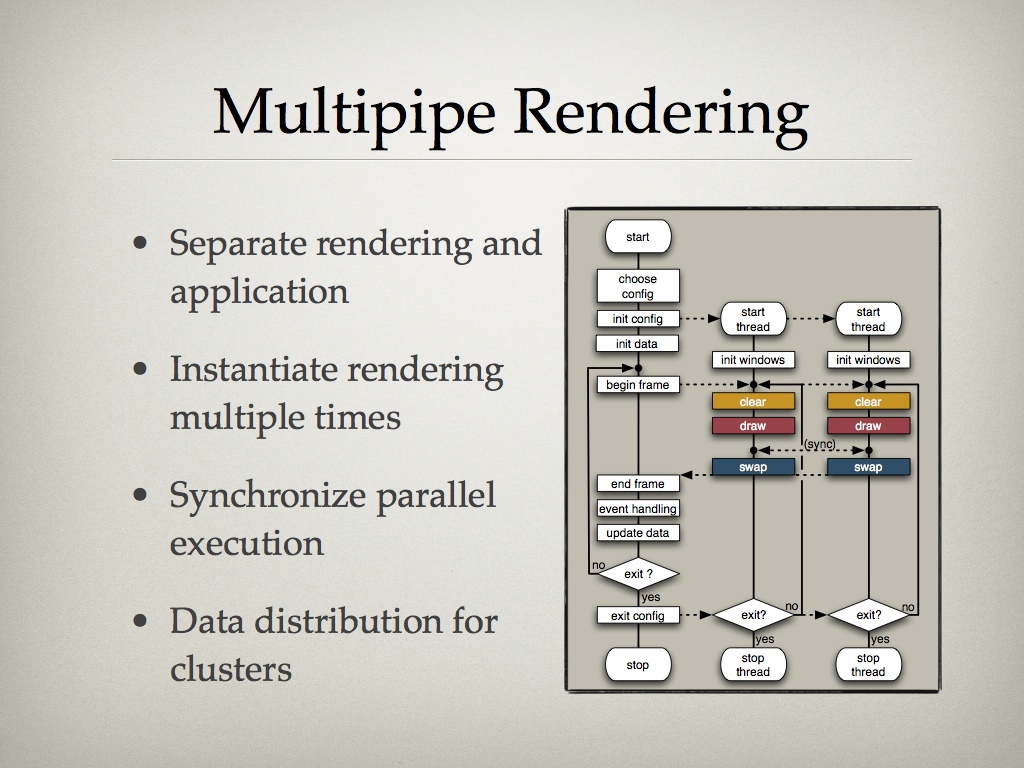 Multipipe Rendering
• Separate rendering and
application
• Instantiate rendering
multiple times
• Synchronize parallel
execution
• Data distribution for
clusters
start
choose
config
init config
init data
begin frame
end frame
event handling
update data
exit ?
no
yes
exit config
stop
start
thread
init windows
clear
draw
(sync)
swap
exit?
no
yes
stop
thread
start
thread
init windows
clear
draw
swap
exit?
no
yes
stop
thread